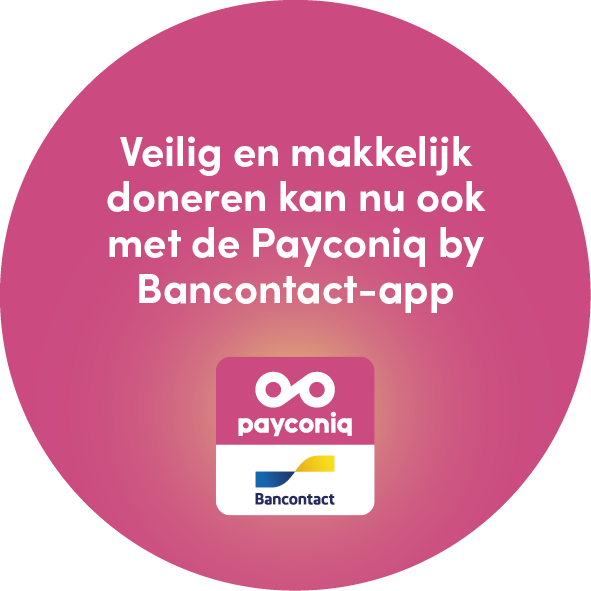 Veilig en makkelijk
doneren kan nu ook
met de Payconiq by
Bancontact-app
payconiq
Bancontact